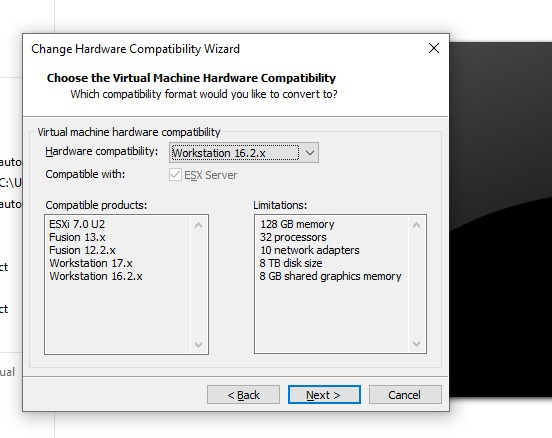 Change Hardware Compatibility Wizard
Choose the Virtual Machine Hardware Compatibility
Which compatibility format would you like to convert to?
Virtual machine hardware compatibility
Hardware compatibility: Workstation 16.2.x
Compatible with: ESX Server
Compatible products: Limitations:
ESXi 7.0 U2 128 GB memory
Fusion 13.x 32 processors
Fusion 12.2.x 10 network adapters
Workstation 17.x 8 TB disk size
Workstation 16.2.x 8 GB shared graphics memory
< Back Next > Cancel
auto
C:\U
auto
ct
ct
ual